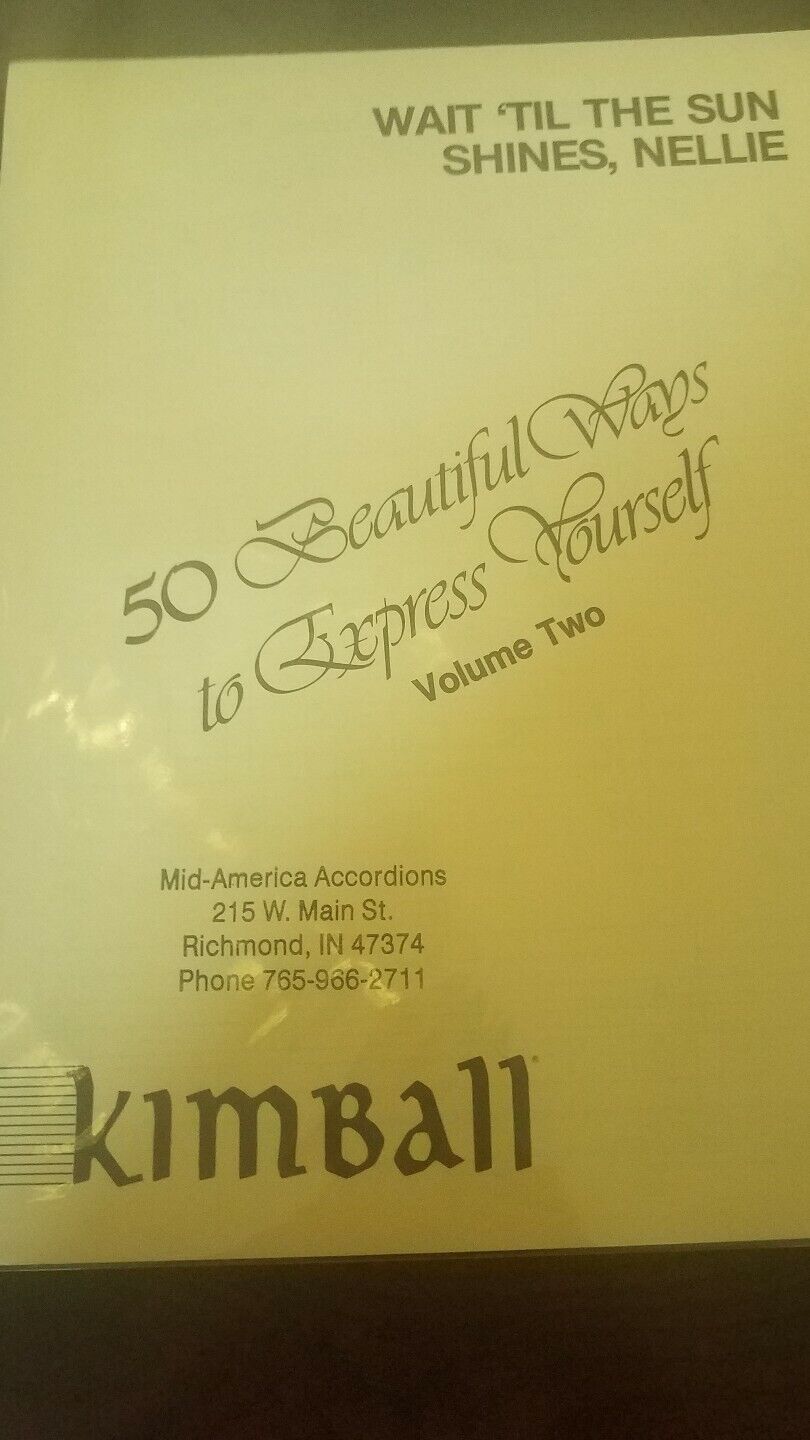 WAIT ‘TIL THE SUN
SHINES, NELLIE
50 Beautiful Ways
to Express Yourself
Volume Two
Mid-America Accordions
215 W. Main St.
Richmond, IN 47374
Phone 765-966-2711
kimBall